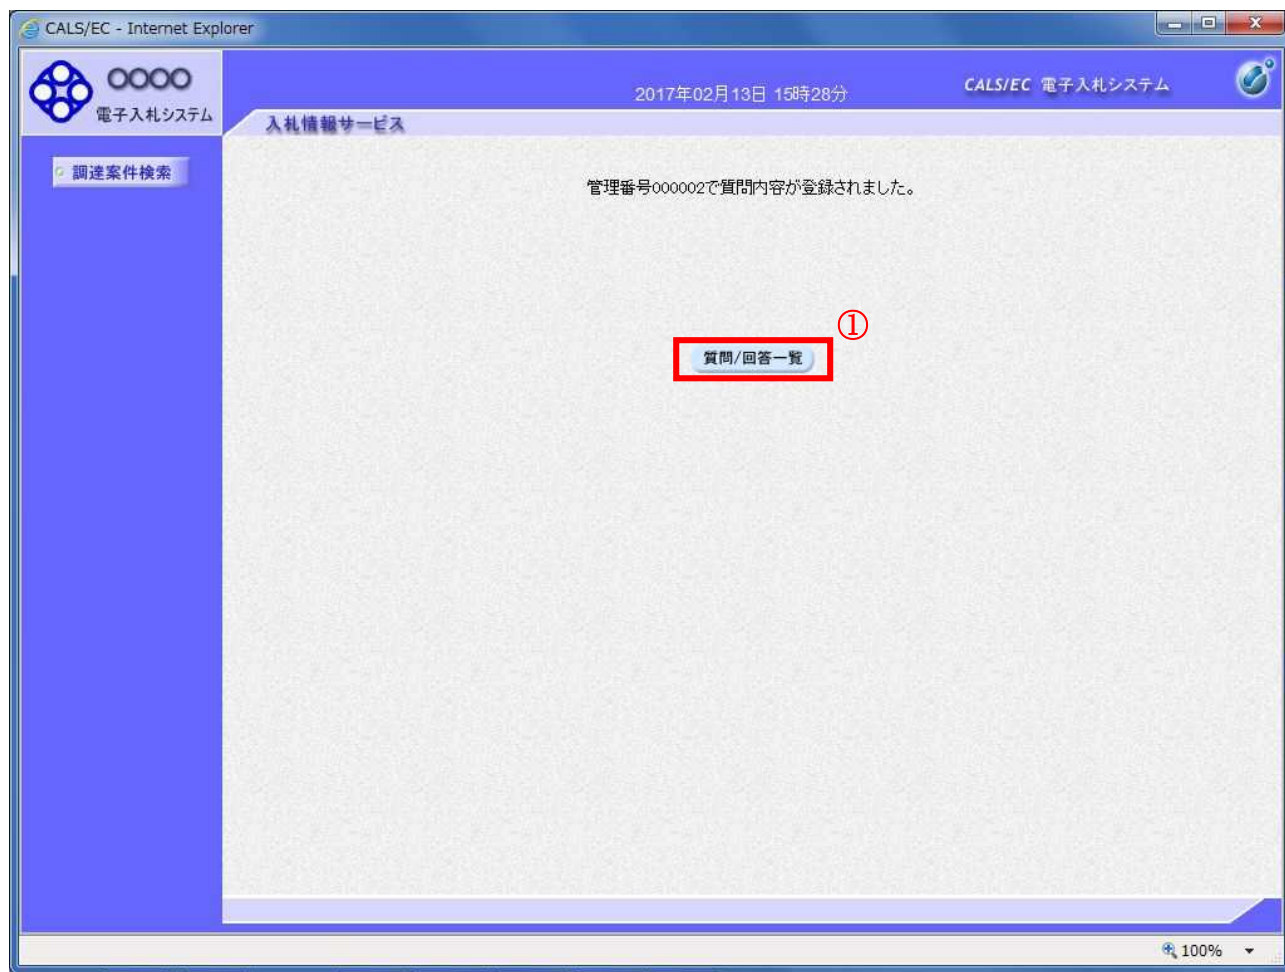 CALS/EC - Internet Explorer
○○○○
電子入札システム
2017年02月13日 15時28分
CALS/EC 電子入札システム
入札情報サービス
調達案件検索
管理番号000002で質問内容が登録されました。
①
質問/回答一覧
100%